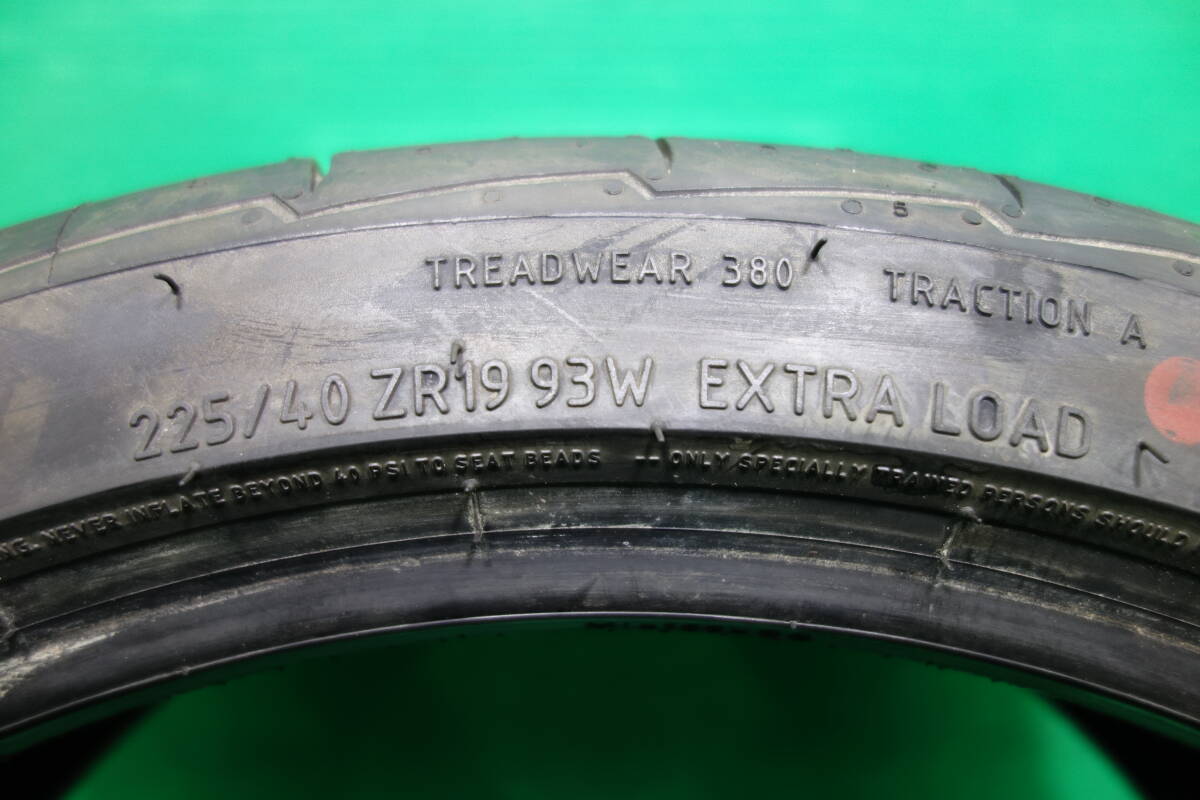 5
TREADWEAR 380 TRACTION A
225/40 ZR19 93W EXTRA LOAD
NEVER INFLATE BEYOND 40 PSI TO SEAT BEADS -- ONLY SPECIALLY TRAINED PERSONS SHOULD